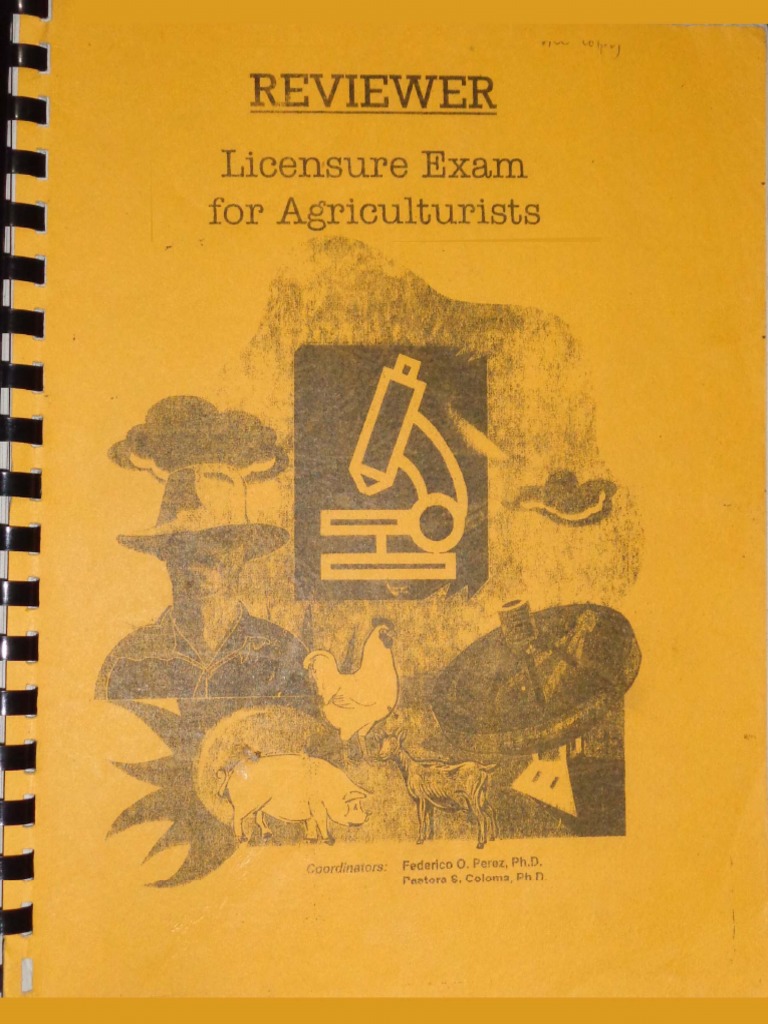 REVIEWER
Licensure Exam
for Agriculturists
Coordinators: Federico O. Perez, Ph.D.
Pastora S. Coloma, Ph.D.